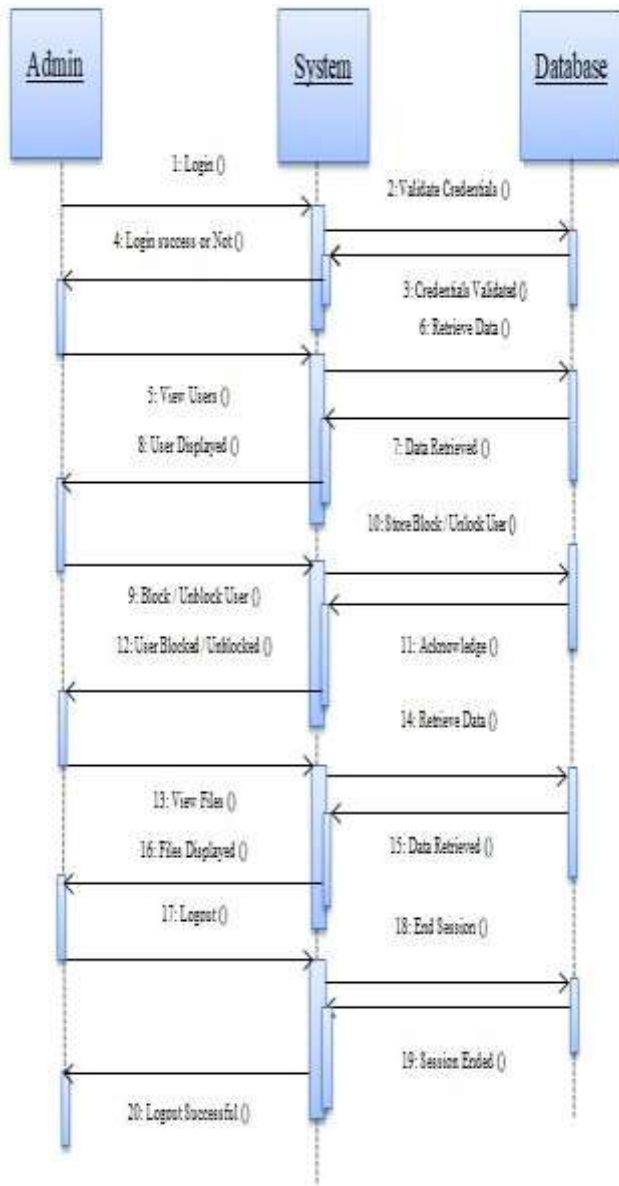 Admin
System
Database
1: Login ()
2: Validate Credentials ()
4: Login success or Not ()
3: Credentials Validated ()
6: Retrieve Data ()
5: View Users ()
8: User Displayed ()
7: Data Retrieved ()
10: Store Block / Unlock User ()
9: Block / Unblock User ()
12: User Blocked / Unblocked ()
11: Acknowledge ()
14: Retrieve Data ()
13: View Files ()
16: Files Displayed ()
15: Data Retrieved ()
17: Logout ()
18: End Session ()
19: Session Ended ()
20: Logout Successful ()